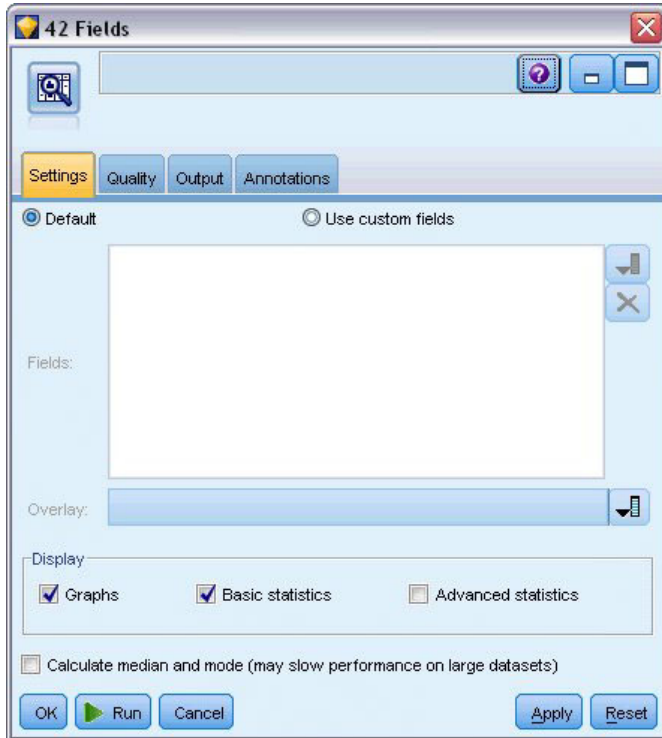 42 Fields
Settings Quality Output Annotations
Default Use custom fields
Fields:
Overlay:
Display
Graphs Basic statistics Advanced statistics
Calculate median and mode (may slow performance on large datasets)
OK Run Cancel Apply Reset